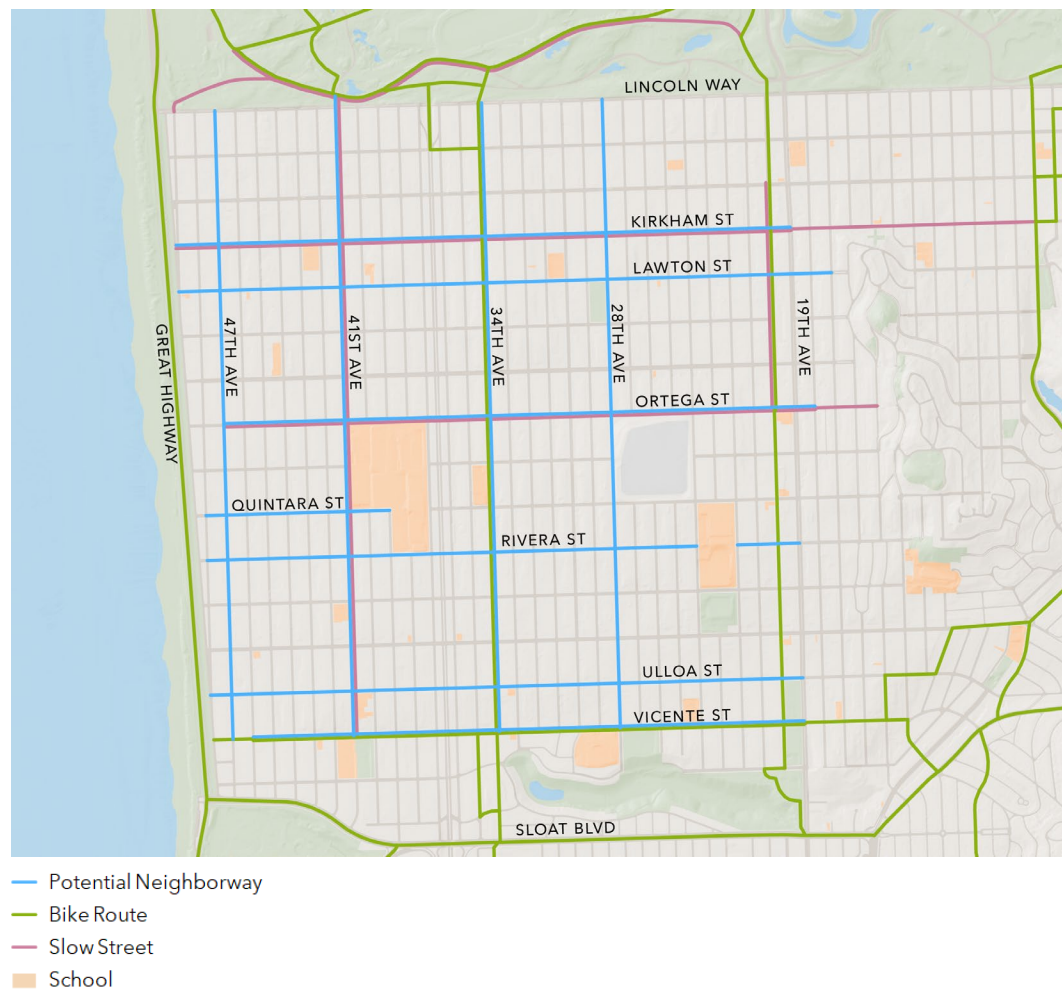 LINCOLN WAY
KIRKHAM ST
LAWTON ST
GREAT HIGHWAY
47TH AVE
41ST AVE
34TH AVE
28TH AVE
19TH AVE
ORTEGA ST
QUINTARA ST
RIVERA ST
ULLOA ST
VICENTE ST
SLOAT BLVD
Potential Neighborway
Bike Route
Slow Street
School